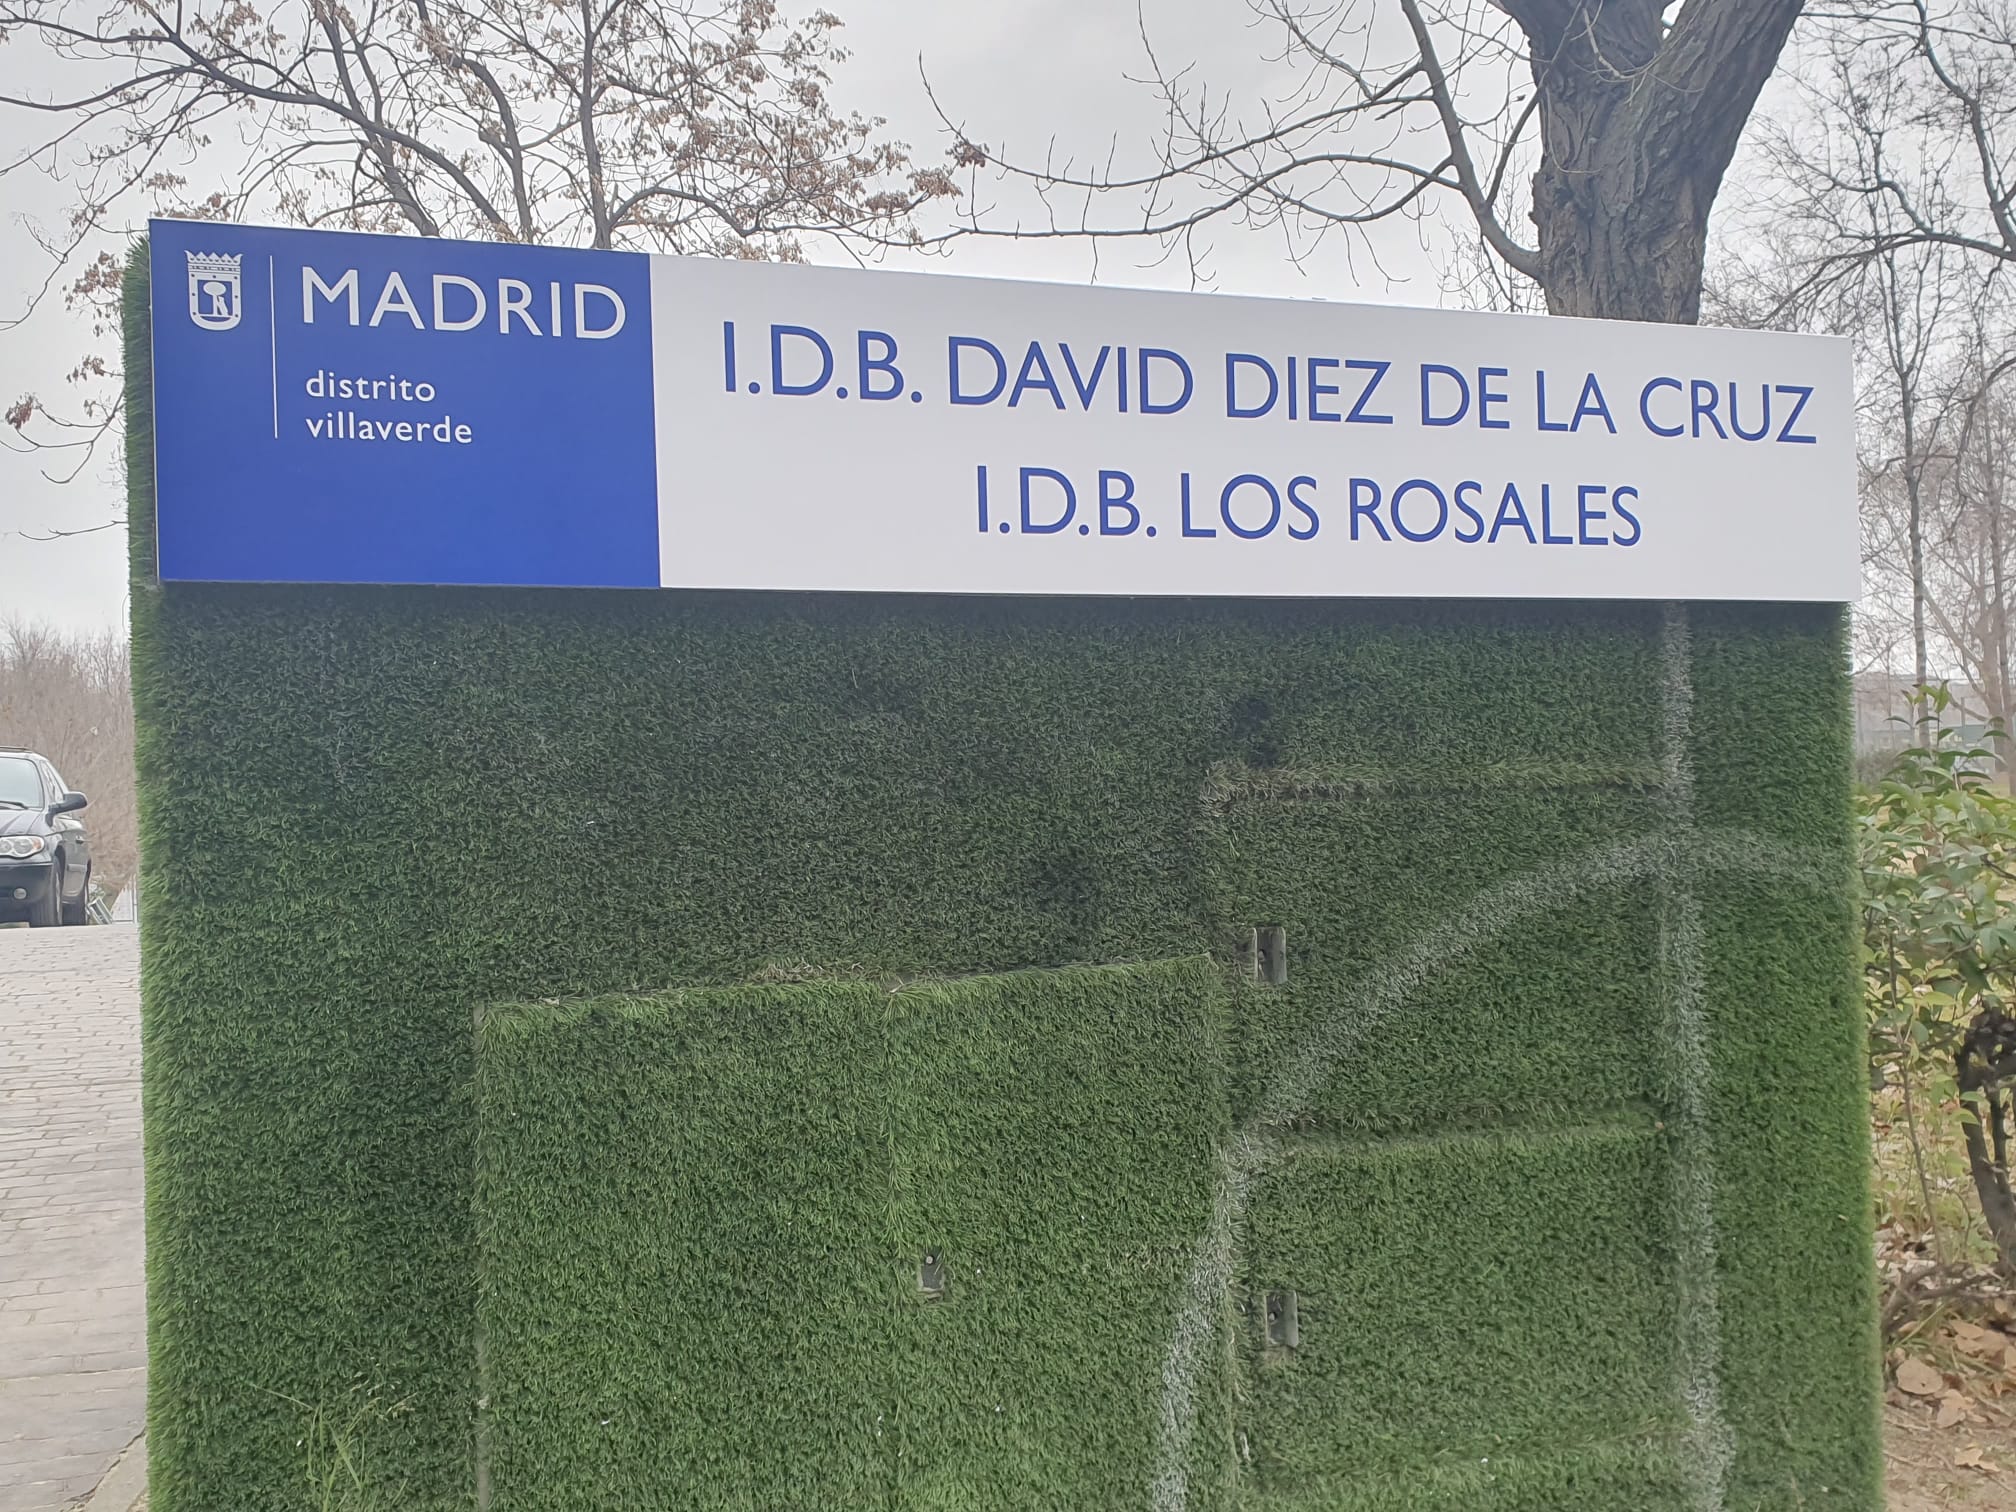 MADRID
distrito
villaverde
I.D.B. DAVID DIEZ DE LA CRUZ
I.D.B. LOS ROSALES